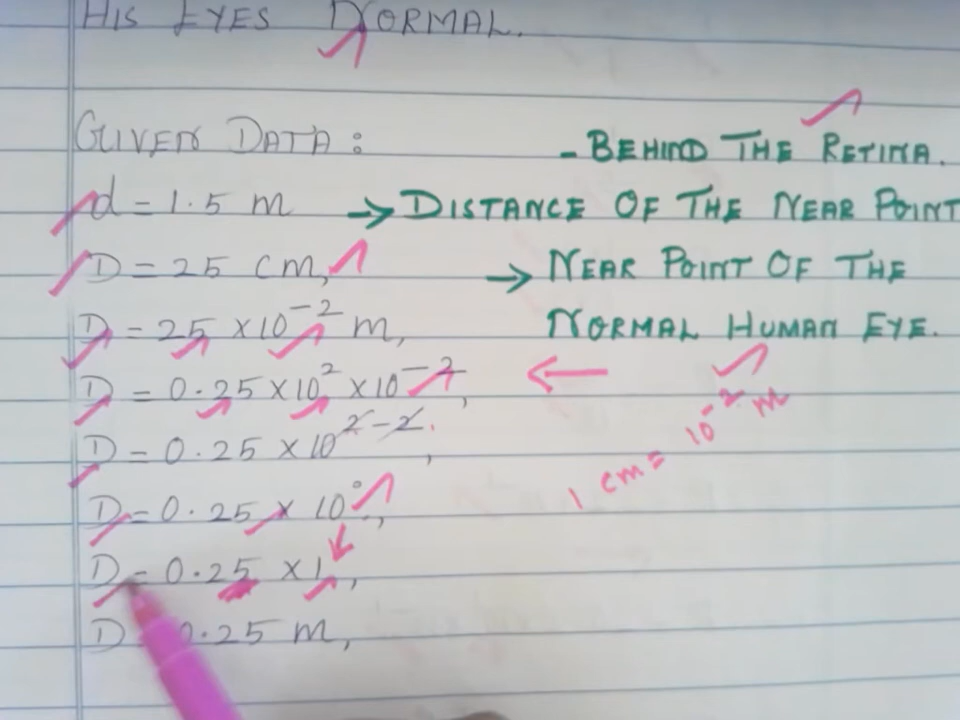 HIS EYES NORMAL.
GIVEN DATA:
- BEHIND THE RETINA.
d = 1.5 m → DISTANCE OF THE NEAR POINT
D = 25 cm, → NEAR POINT OF THE
NORMAL HUMAN EYE.
D = 25 × 10⁻² m,
D = 0.25 × 10² × 10⁻², ←
1 cm = 10⁻² m
D = 0.25 × 10²⁻²,
D = 0.25 × 10°,
D = 0.25 × 1,
D 0.25 m,